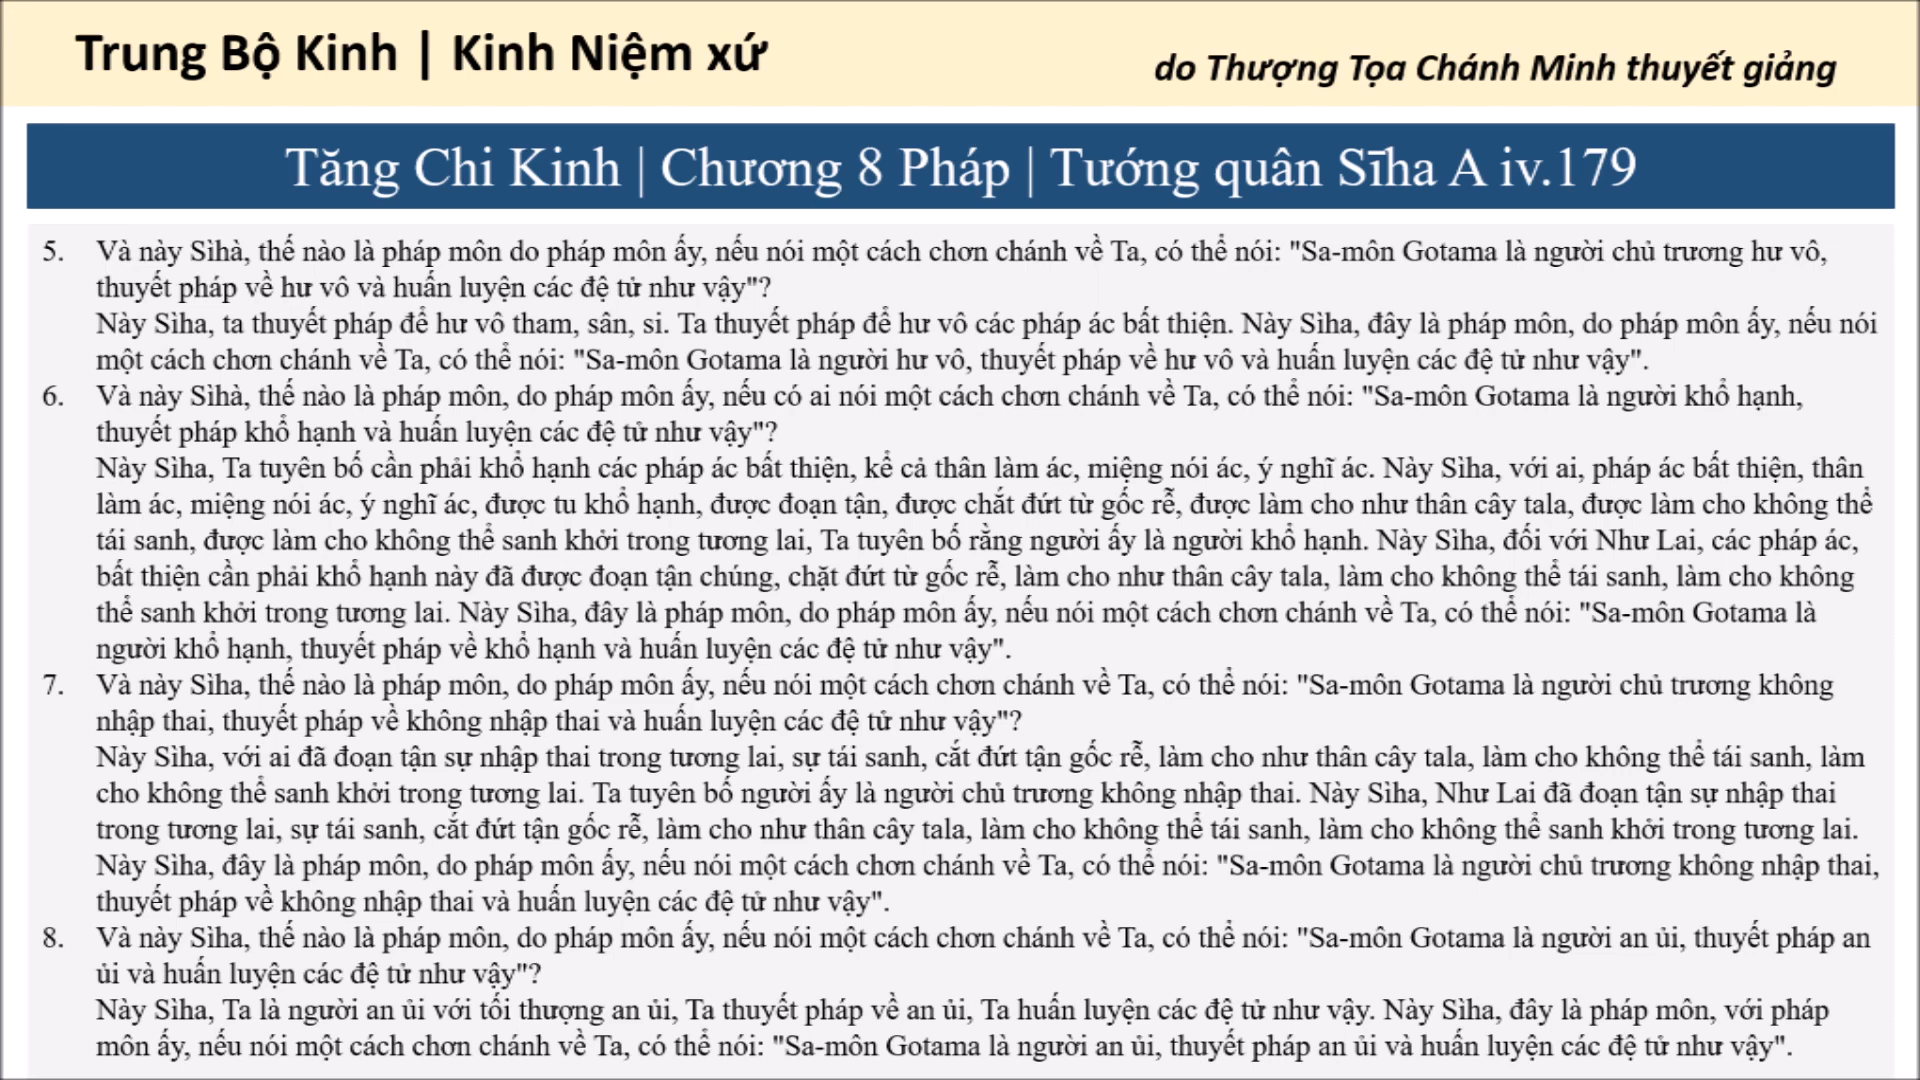 Trung Bộ Kinh | Kinh Niệm xứ
do Thượng Tọa Chánh Minh thuyết giảng
Tăng Chi Kinh | Chương 8 Pháp | Tướng quân Sīha A iv.179
5. Và này Sìhà, thế nào là pháp môn do pháp môn ấy, nếu nói một cách chơn chánh về Ta, có thể nói: "Sa-môn Gotama là người chủ trương hư vô,
thuyết pháp về hư vô và huấn luyện các đệ tử như vậy"?
Này Sìha, ta thuyết pháp để hư vô tham, sân, si. Ta thuyết pháp để hư vô các pháp ác bất thiện. Này Sìha, đây là pháp môn, do pháp môn ấy, nếu nói
một cách chơn chánh về Ta, có thể nói: "Sa-môn Gotama là người hư vô, thuyết pháp về hư vô và huấn luyện các đệ tử như vậy".
6. Và này Sìhà, thế nào là pháp môn, do pháp môn ấy, nếu có ai nói một cách chơn chánh về Ta, có thể nói: "Sa-môn Gotama là người khổ hạnh,
thuyết pháp khổ hạnh và huấn luyện các đệ tử như vậy"?
Này Sìha, Ta tuyên bố cần phải khổ hạnh các pháp ác bất thiện, kể cả thân làm ác, miệng nói ác, ý nghĩ ác. Này Sìha, với ai, pháp ác bất thiện, thân
làm ác, miệng nói ác, ý nghĩ ác, được tu khổ hạnh, được đoạn tận, được chắt đứt từ gốc rễ, được làm cho như thân cây tala, được làm cho không thể
tái sanh, được làm cho không thể sanh khởi trong tương lai, Ta tuyên bố rằng người ấy là người khổ hạnh. Này Sìha, đối với Như Lai, các pháp ác,
bất thiện cần phải khổ hạnh này đã được đoạn tận chúng, chặt đứt từ gốc rễ, làm cho như thân cây tala, làm cho không thể tái sanh, làm cho không
thể sanh khởi trong tương lai. Này Sìha, đây là pháp môn, do pháp môn ấy, nếu nói một cách chơn chánh về Ta, có thể nói: "Sa-môn Gotama là
người khổ hạnh, thuyết pháp về khổ hạnh và huấn luyện các đệ tử như vậy".
7. Và này Sìha, thế nào là pháp môn, do pháp môn ấy, nếu nói một cách chơn chánh về Ta, có thể nói: "Sa-môn Gotama là người chủ trương không
nhập thai, thuyết pháp về không nhập thai và huấn luyện các đệ tử như vậy"?
Này Sìha, với ai đã đoạn tận sự nhập thai trong tương lai, sự tái sanh, cắt đứt tận gốc rễ, làm cho như thân cây tala, làm cho không thể tái sanh, làm
cho không thể sanh khởi trong tương lai. Ta tuyên bố người ấy là người chủ trương không nhập thai. Này Sìha, Như Lai đã đoạn tận sự nhập thai
trong tương lai, sự tái sanh, cắt đứt tận gốc rễ, làm cho như thân cây tala, làm cho không thể tái sanh, làm cho không thể sanh khởi trong tương lai.
Này Sìha, đây là pháp môn, do pháp môn ấy, nếu nói một cách chơn chánh về Ta, có thể nói: "Sa-môn Gotama là người chủ trương không nhập thai,
thuyết pháp về không nhập thai và huấn luyện các đệ tử như vậy".
8. Và này Sìha, thế nào là pháp môn, do pháp môn ấy, nếu nói một cách chơn chánh về Ta, có thể nói: "Sa-môn Gotama là người an ủi, thuyết pháp an
ủi và huấn luyện các đệ tử như vậy"?
Này Sìha, Ta là người an ủi với tối thượng an ủi, Ta thuyết pháp về an ủi, Ta huấn luyện các đệ tử như vậy. Này Sìha, đây là pháp môn, với pháp
môn ấy, nếu nói một cách chơn chánh về Ta, có thể nói: "Sa-môn Gotama là người an ủi, thuyết pháp an ủi và huấn luyện các đệ tử như vậy".